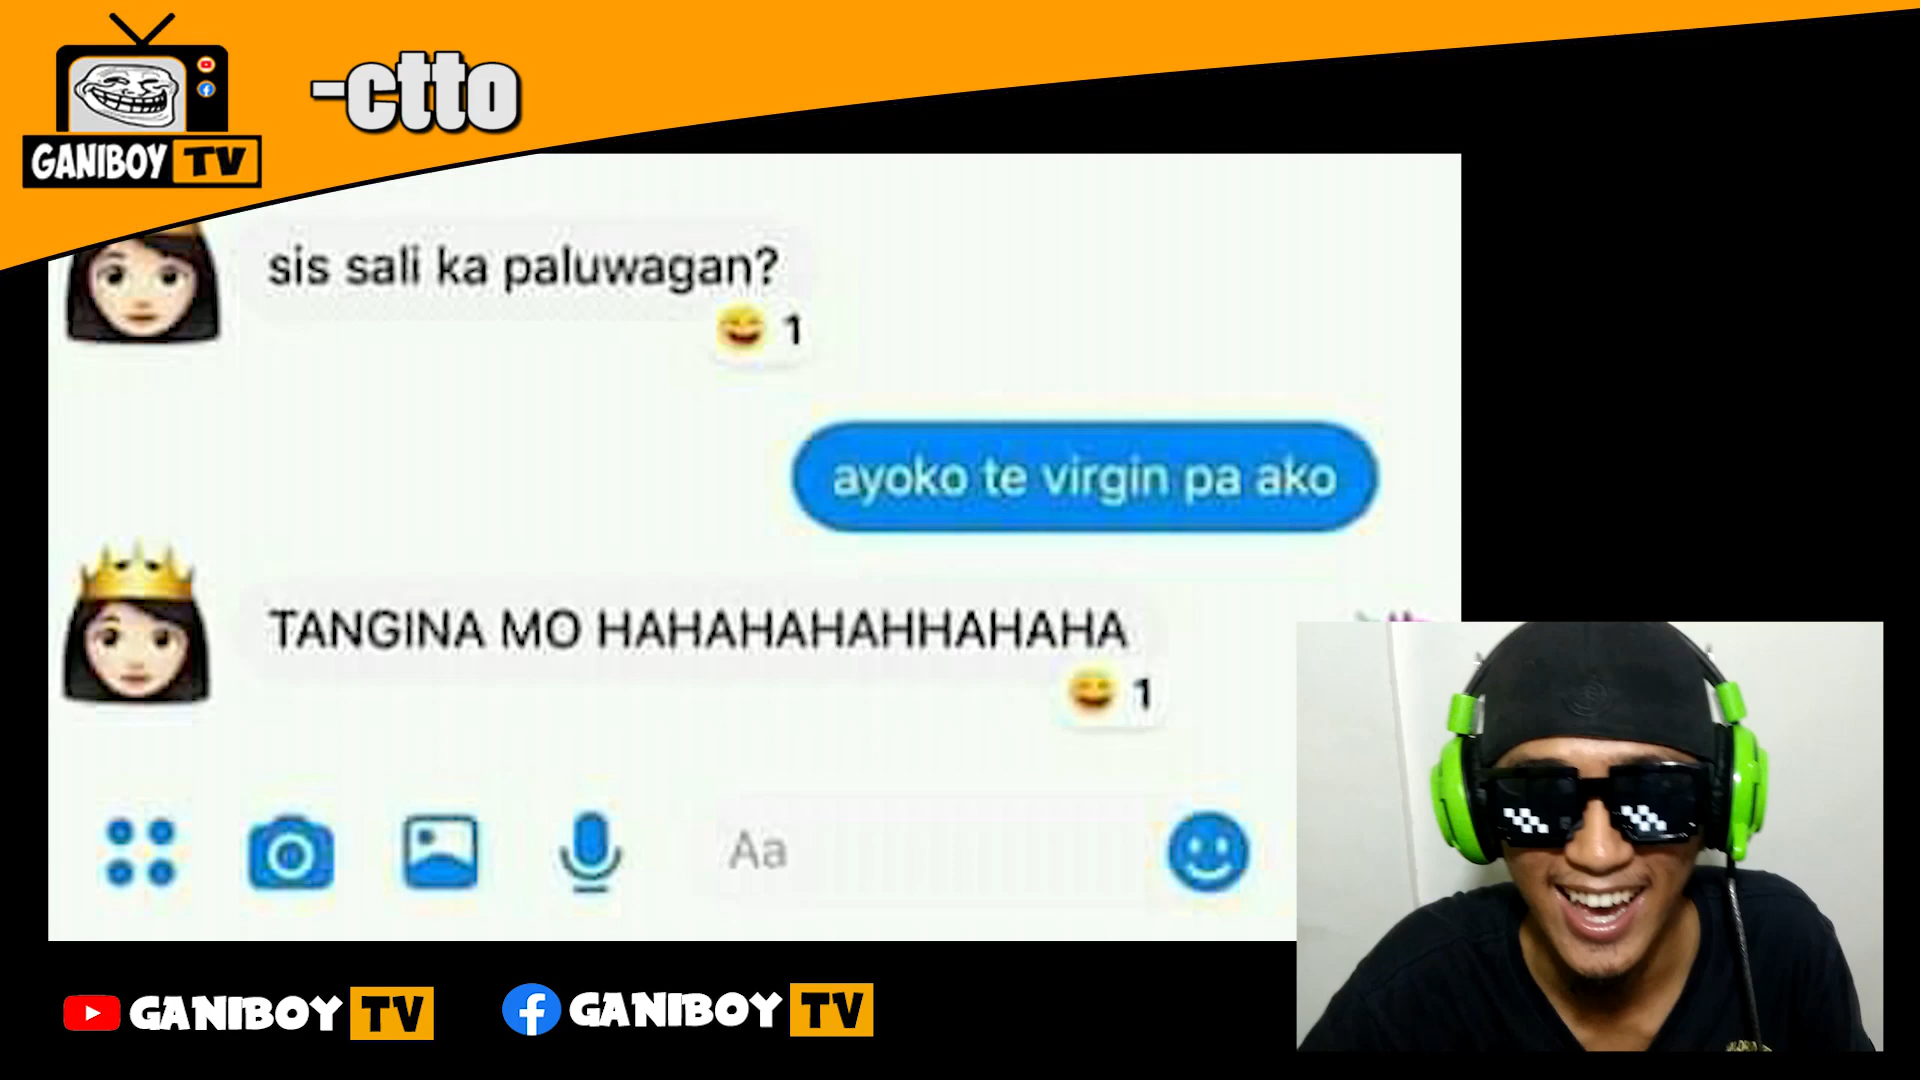 -ctto
GANIBOY TV
sis sali ka paluwagan?
1
ayoko te virgin pa ako
TANGINA MO HAHAHAHAHHAHAHA
1
Aa
GANIBOY TV
GANIBOY TV